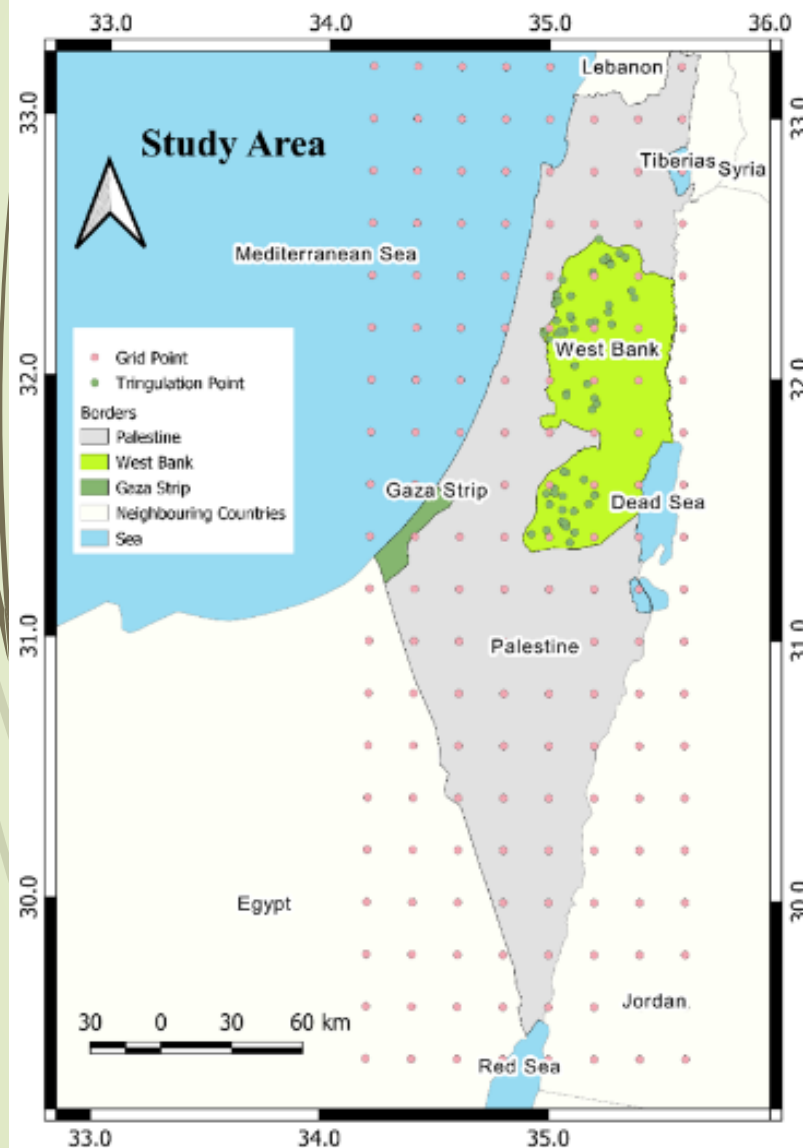 33.0 34.0 35.0 36.0
Lebanon
33.0 33.0
Study Area
Tiberias Syria
Mediterranean Sea
Grid Point
Tringulation Point
Borders
Palestine
West Bank
Gaza Strip
Neighbouring Countries
Sea
West Bank
32.0 32.0
Gaza Strip
Dead Sea
31.0 31.0
Palestine
30.0 30.0
Egypt
Jordan
30 0 30 60 km
Red Sea
33.0 34.0 35.0